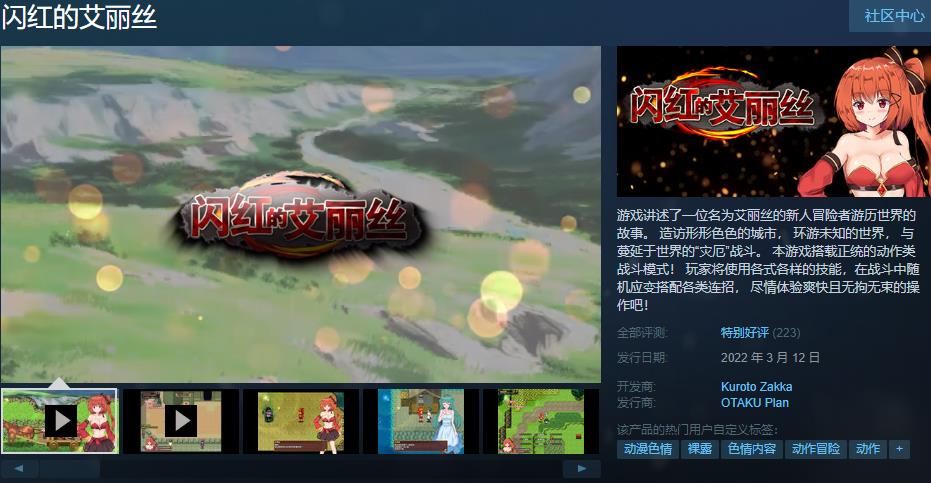 闪红的艾丽丝
社区中心
闪红的艾丽丝
闪红的艾丽丝
游戏讲述了一位名为艾丽丝的新人冒险者游历世界的
故事。 造访形形色色的城市， 环游未知的世界， 与
蔓延于世界的“灾厄”战斗。 本游戏搭载正统的动作类
战斗模式！ 玩家将使用各式各样的技能，在战斗中随
机应变搭配各类连招， 尽情体验爽快且无拘无束的操
作吧！
全部评测： 特别好评 (223)
发行日期： 2022 年 3 月 12 日
开发商： Kuroto Zakka
发行商： OTAKU Plan
该产品的热门用户自定义标签：
动漫色情 裸露 色情内容 动作冒险 动作 +